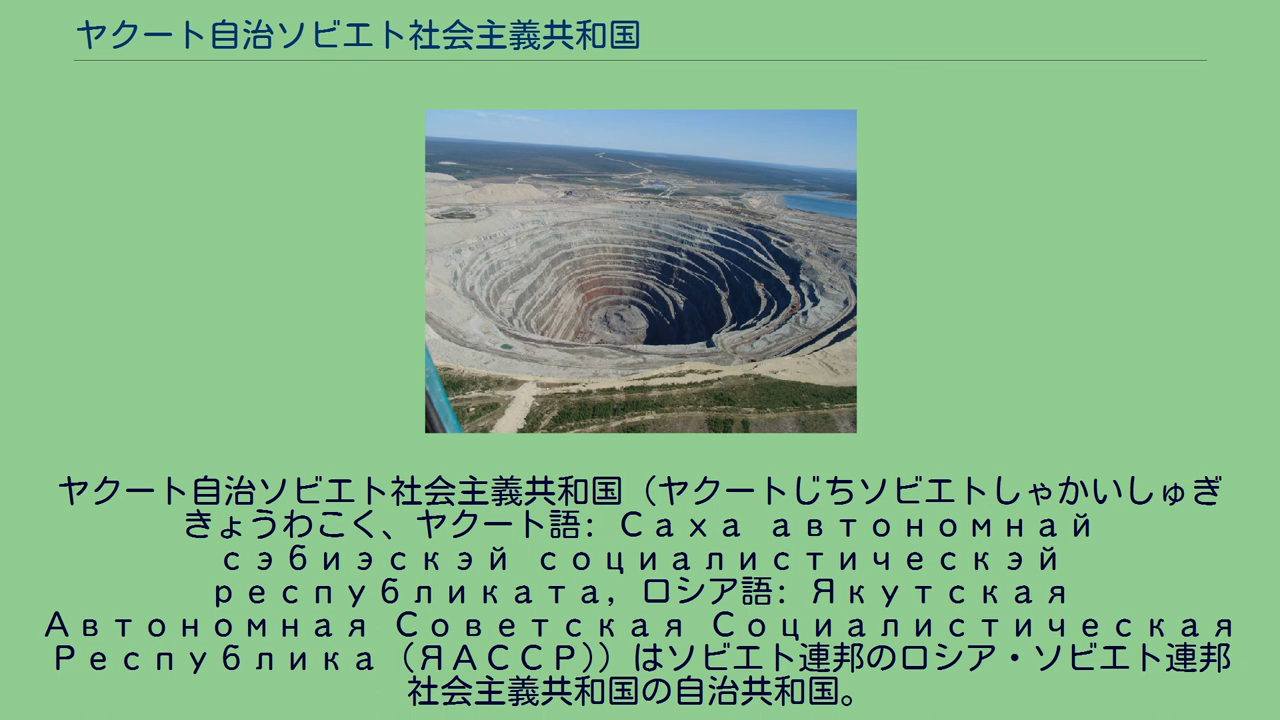 ヤクート自治ソビエト社会主義共和国
ヤクート自治ソビエト社会主義共和国（ヤクートじちソビエトしゃかいしゅぎ
きょうわこく、ヤクート語: Саха автономнай
сэбиэскэй социалистическэй
республиката, ロシア語: Якутская
Автономная Советская Социалистическая
Республика（ЯАССР)）はソビエト連邦のロシア・ソビエト連邦
社会主義共和国の自治共和国。